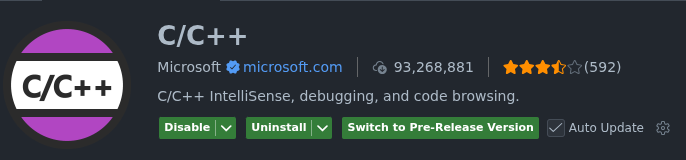 C/C++
C/C++
Microsoft microsoft.com 93,268,881 (592)
C/C++ IntelliSense, debugging, and code browsing.
Disable Uninstall Switch to Pre-Release Version Auto Update